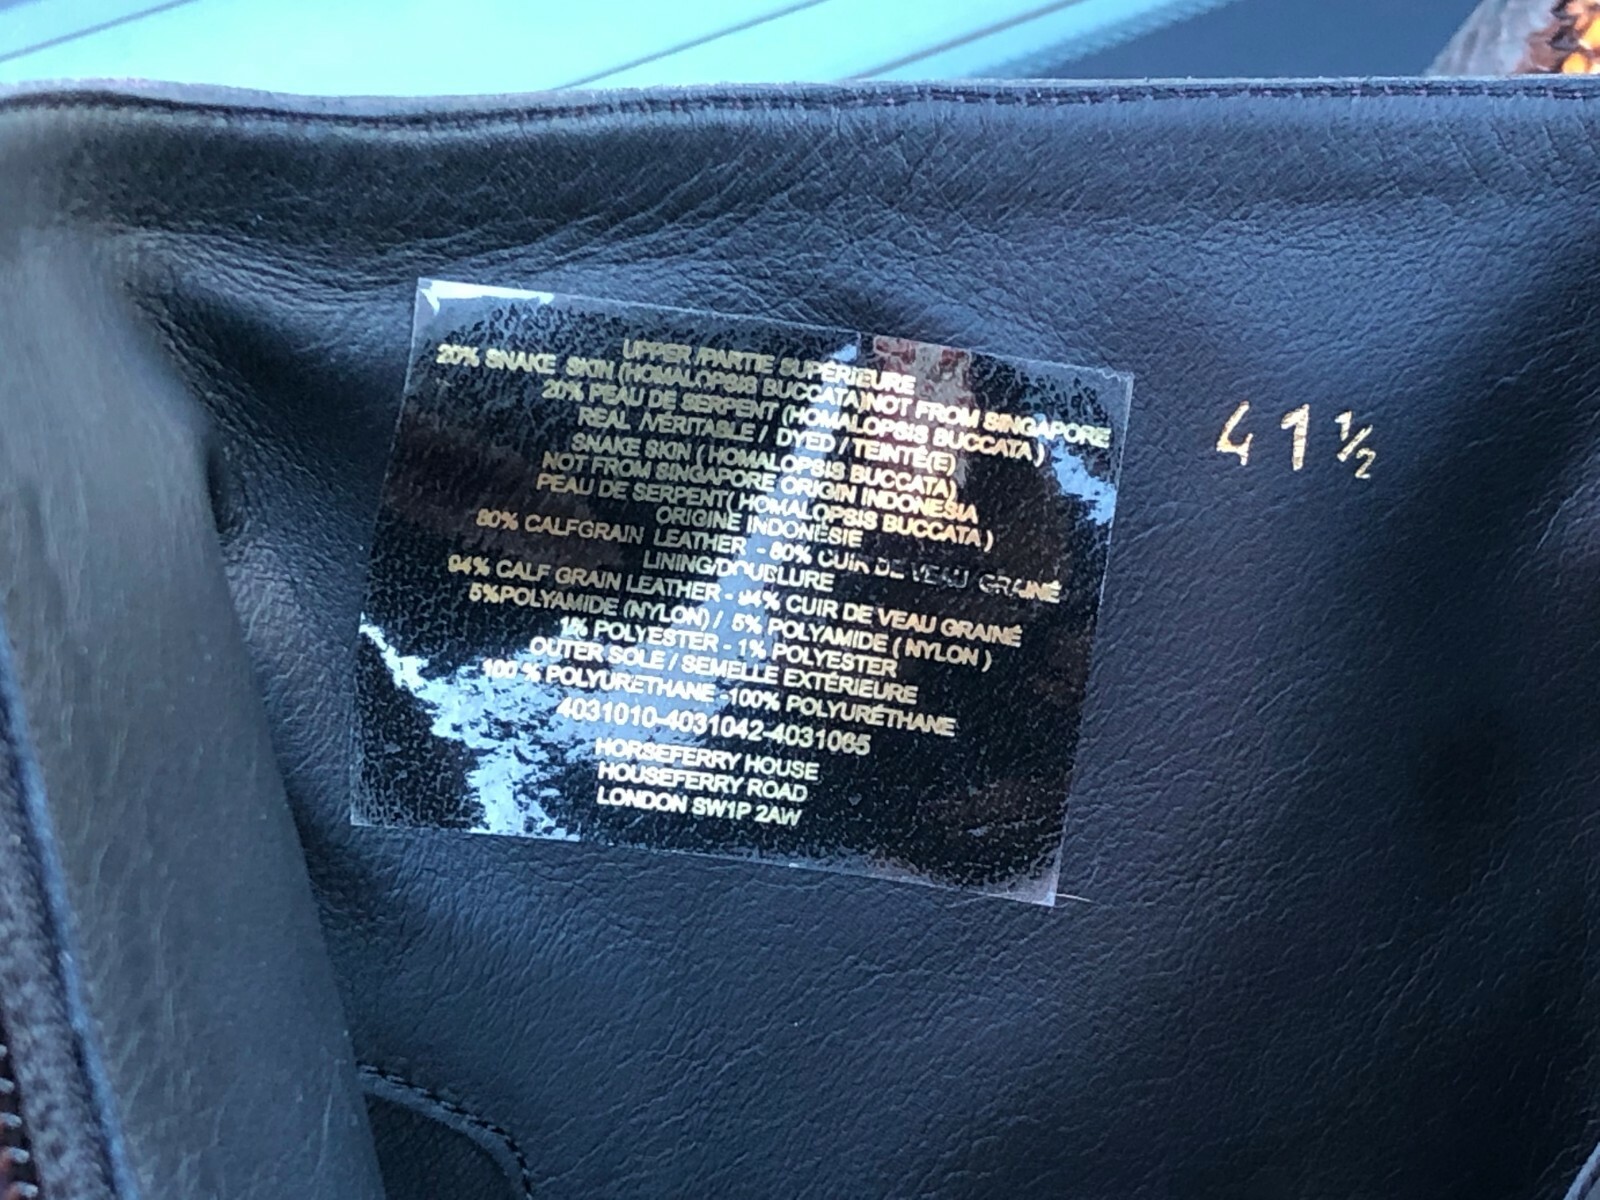 UPPER /PARTIE SUPERIEURE
20% SNAKE SKIN (HOMALOPSIS BUCCATA)NOT FROM SINGAPORE
20% PEAU DE SERPENT (HOMALOPSIS BUCCATA )
REAL /VÉRITABLE / DYED / TEINTÉ(E)
SNAKE SKIN ( HOMALOPSIS BUCCATA)
NOT FROM SINGAPORE ORIGIN INDONESIA
PEAU DE SERPENT( HOMALOPSIS BUCCATA )
ORIGINE INDONÉSIE
80% CALFGRAIN LEATHER - 80% CUIR DE VEAU GRAINÉ
LINING/DOUBLURE
94% CALF GRAIN LEATHER - 94% CUIR DE VEAU GRAINÉ
5%POLYAMIDE (NYLON) / 5% POLYAMIDE ( NYLON )
1% POLYESTER - 1% POLYESTER
OUTER SOLE / SEMELLE EXTÉRIEURE
100 % POLYURETHANE -100% POLYURÉTHANE
4031010-4031042-4031065
HORSEFERRY HOUSE
HOUSEFERRY ROAD
LONDON SW1P 2AW
41 ½